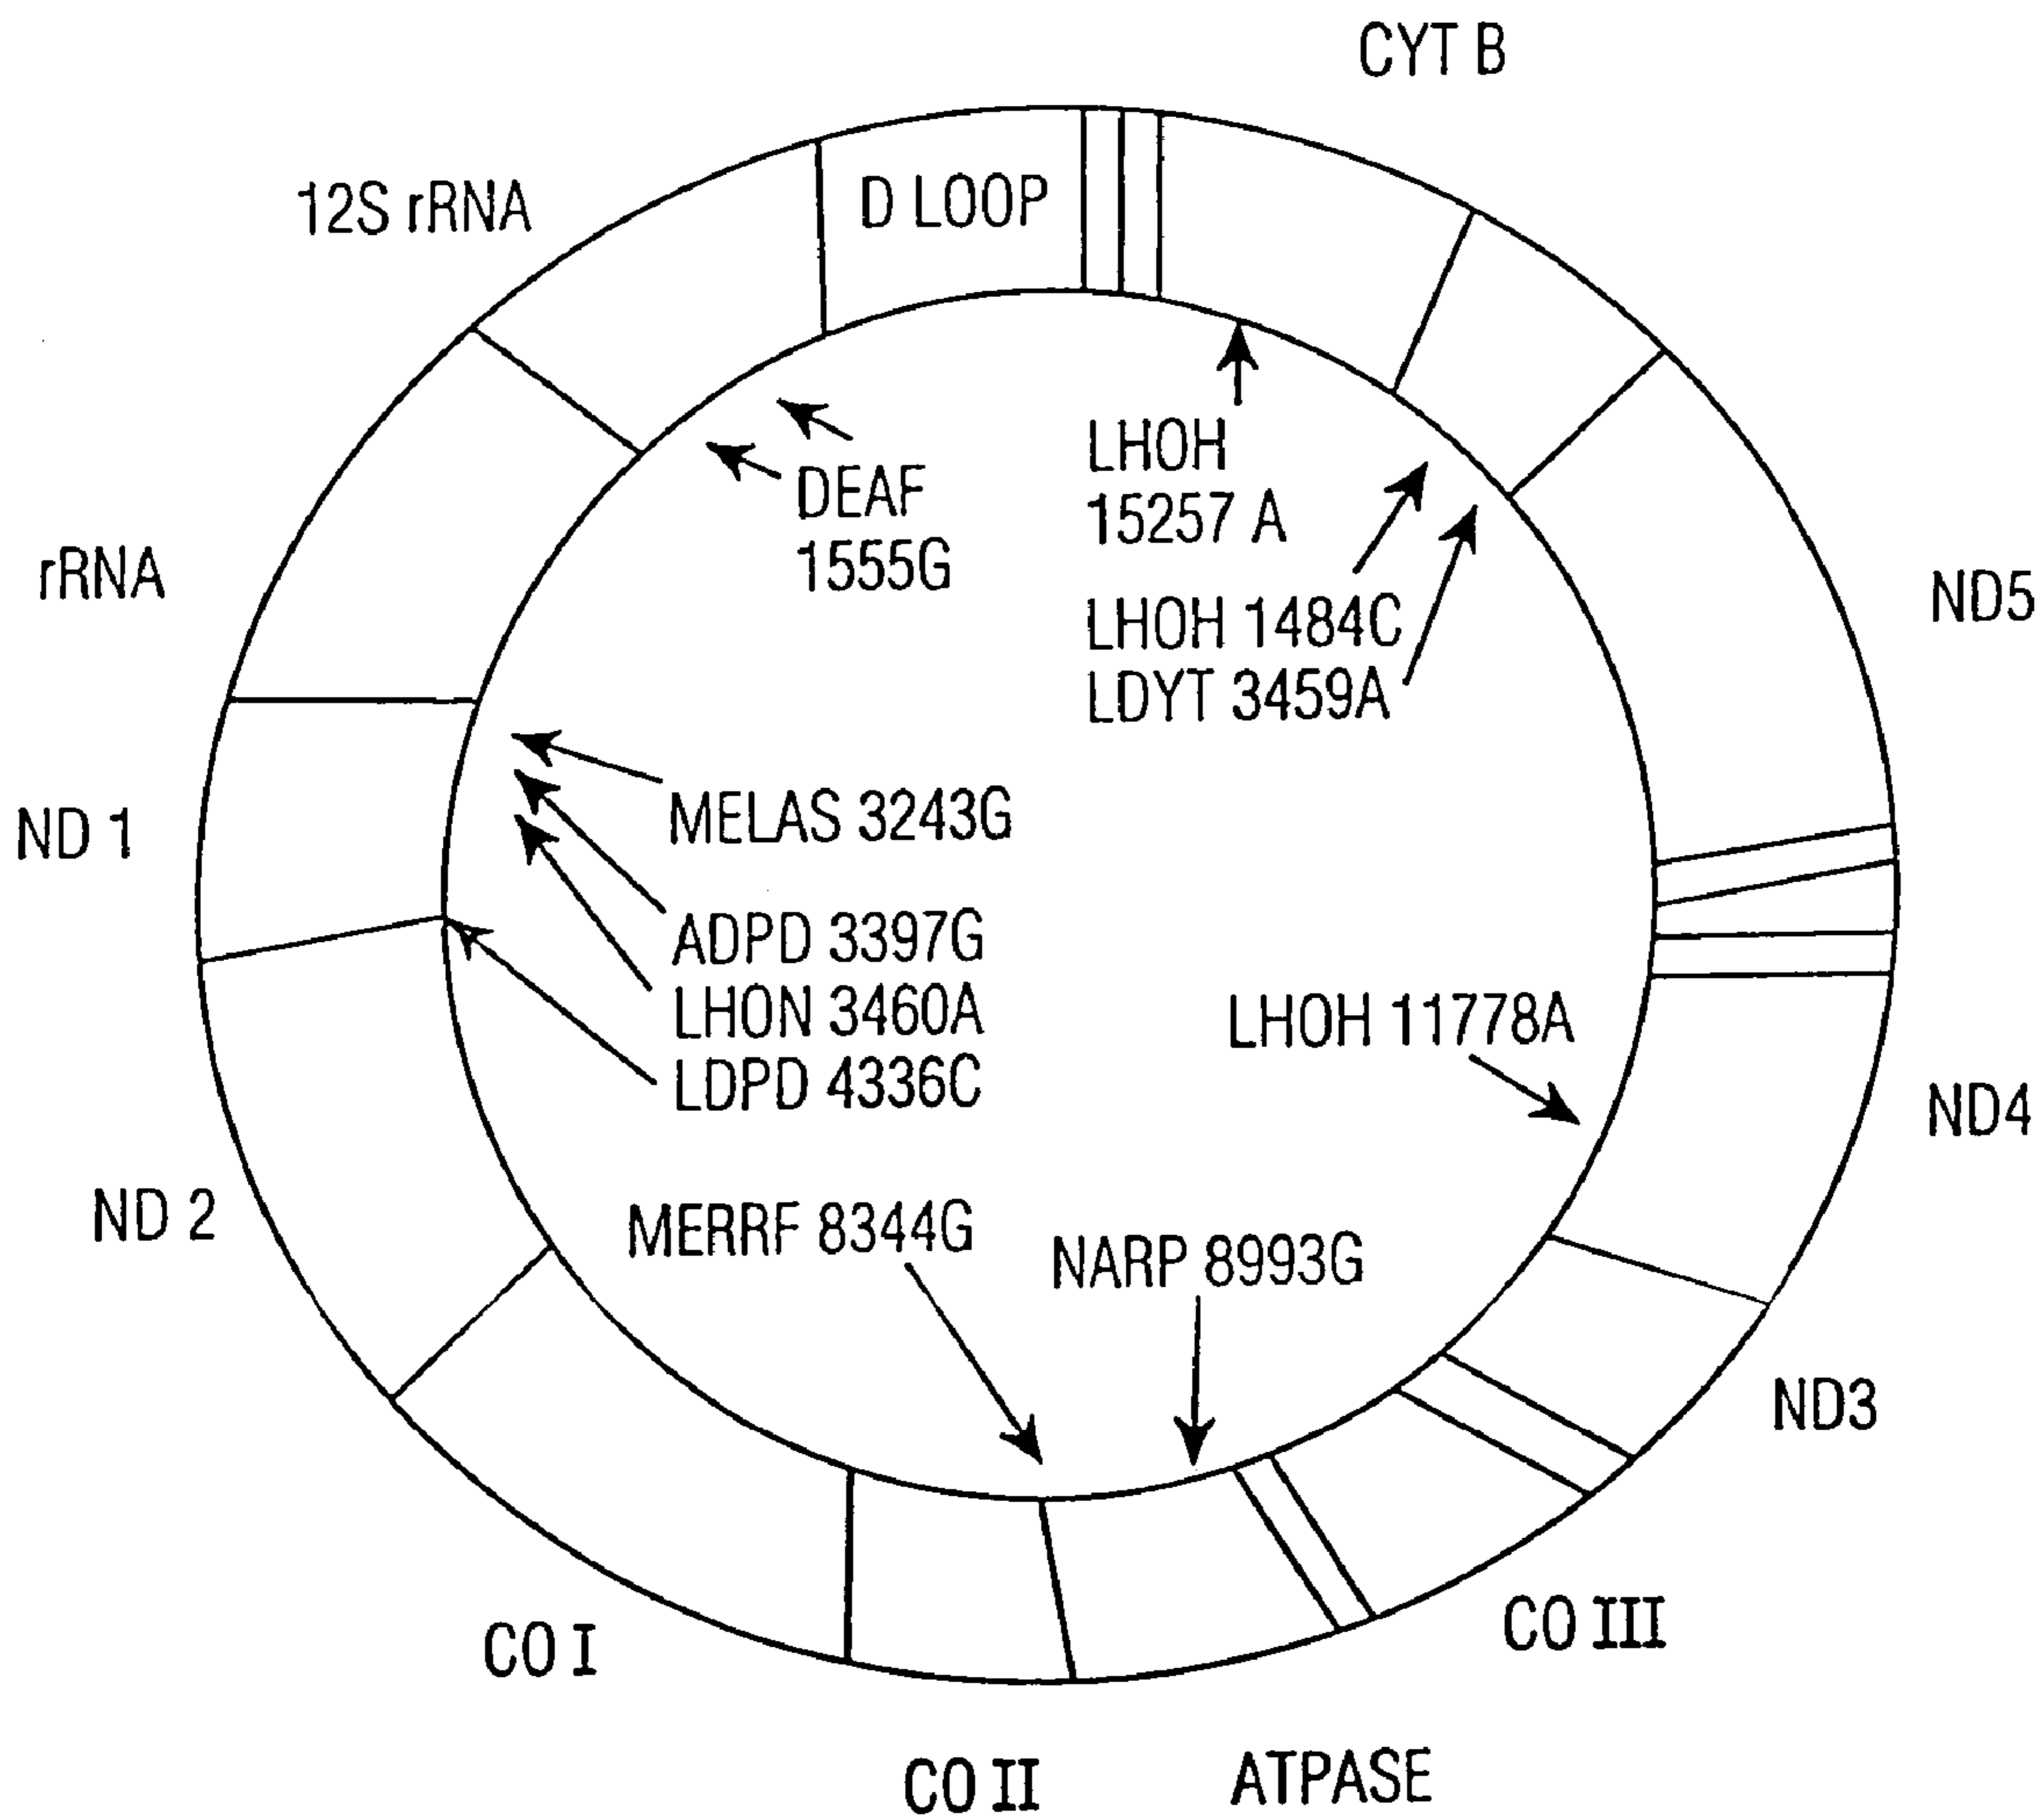 CYT B
12S rRNA
D LOOP
LHOH
15257 A
DEAF
1555G
rRNA
ND5
LHOH 1484C
LDYT 3459A
ND 1
MELAS 3243G
ADPD 3397G
LHON 3460A
LDPD 4336C
LHOH 11778A
ND4
ND 2
MERRF 8344G
NARP 8993G
ND3
CO I
CO III
CO II
ATPASE